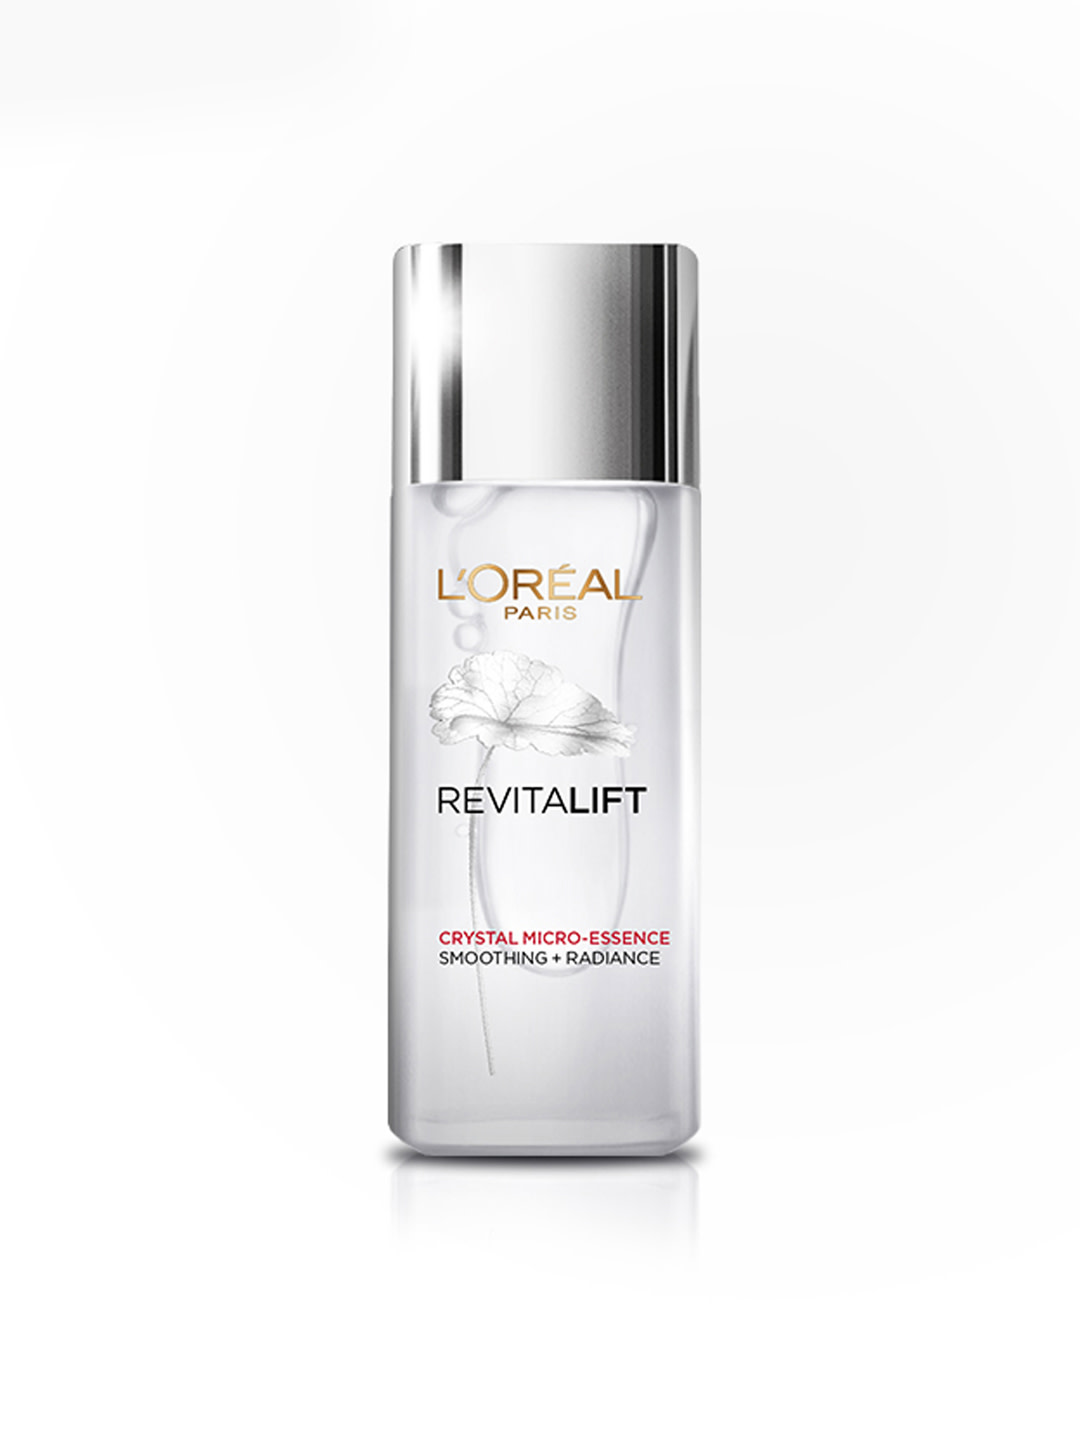 L'ORÉAL
PARIS
REVITALIFT
CRYSTAL MICRO-ESSENCE
SMOOTHING + RADIANCE